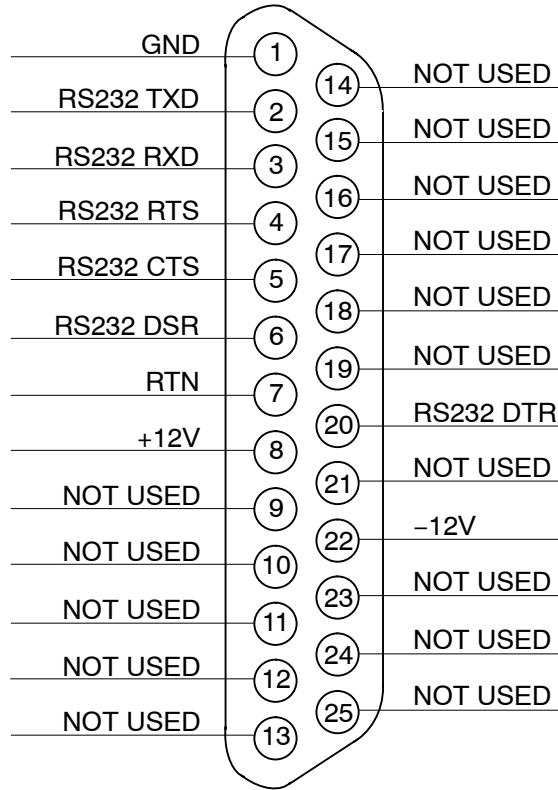 GND 1
RS232 TXD 2
RS232 RXD 3
RS232 RTS 4
RS232 CTS 5
RS232 DSR 6
RTN 7
+12V 8
NOT USED 9
NOT USED 10
NOT USED 11
NOT USED 12
NOT USED 13
14 NOT USED
15 NOT USED
16 NOT USED
17 NOT USED
18 NOT USED
19 NOT USED
20 RS232 DTR
21 NOT USED
22 −12V
23 NOT USED
24 NOT USED
25 NOT USED